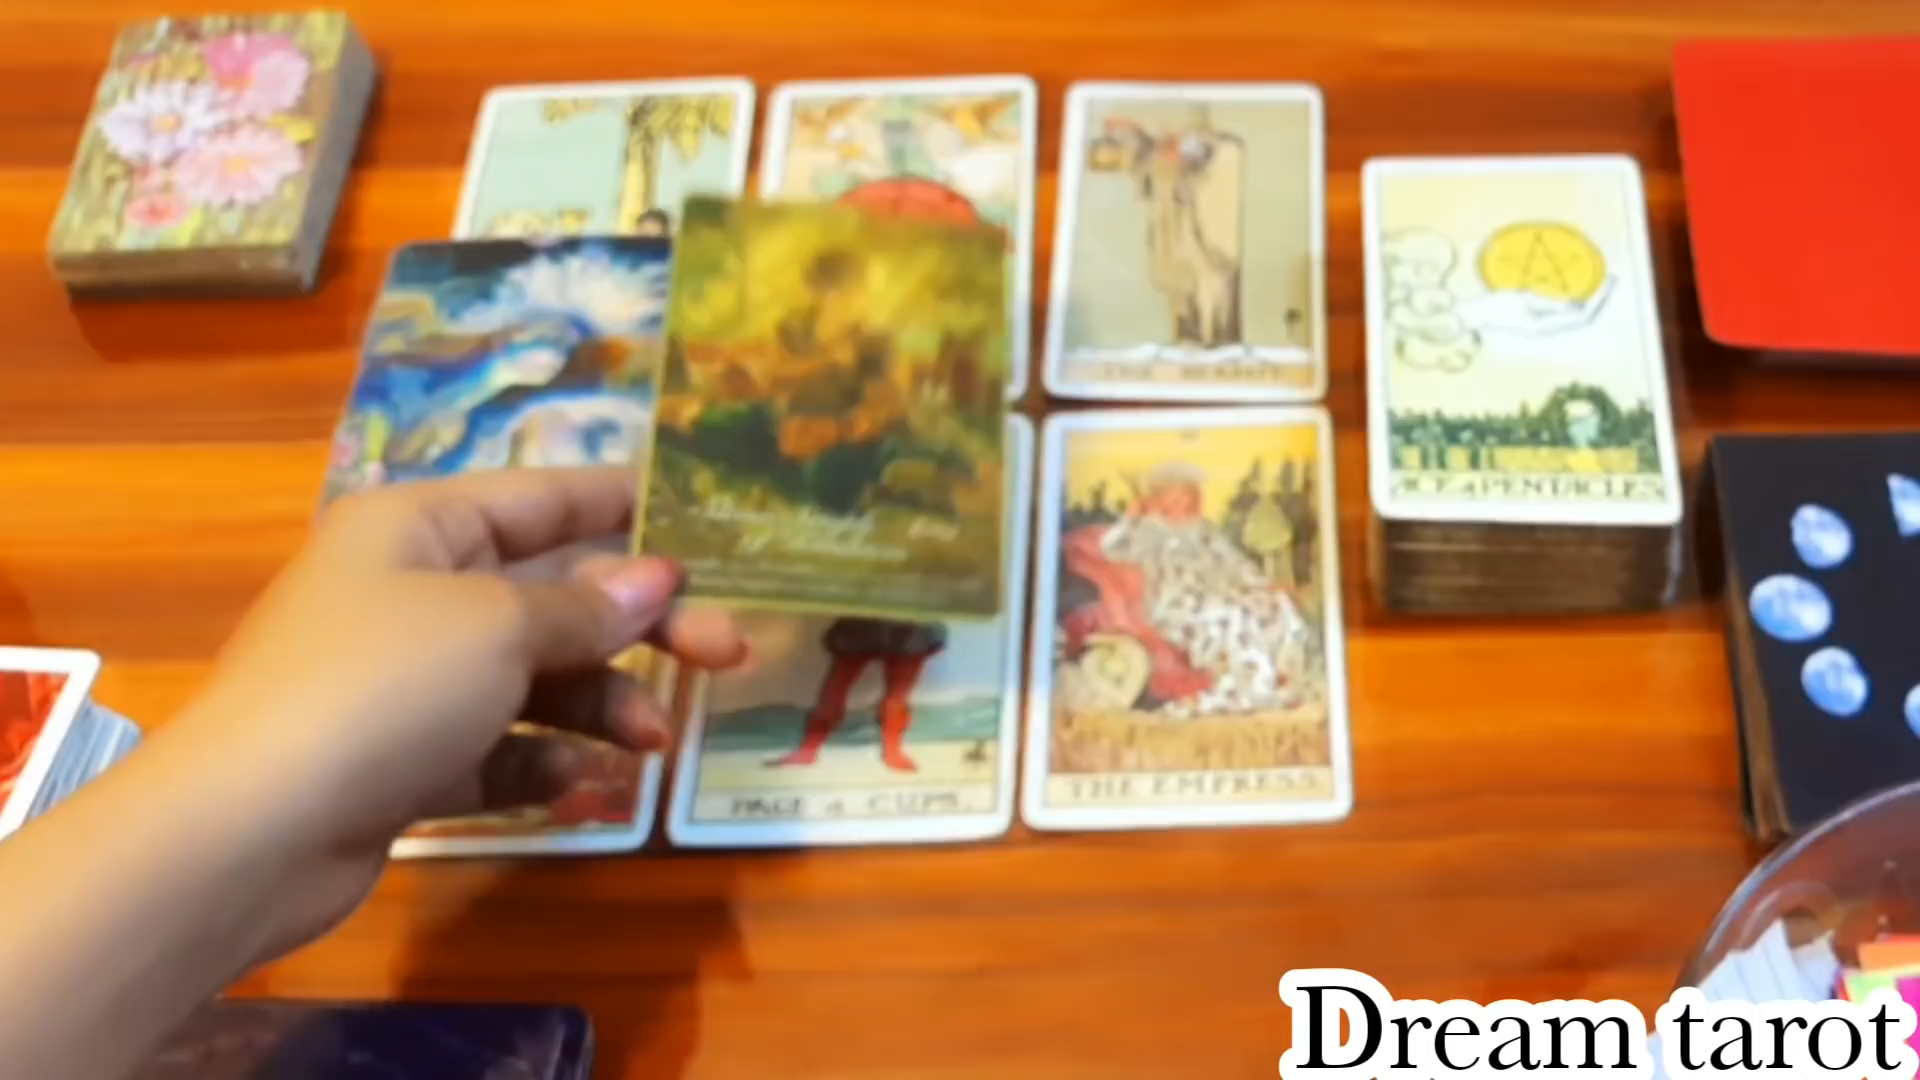 THE HERMIT
ACE of PENTACLES
PAGE of CUPS.
THE EMPRESS.
Dream tarot